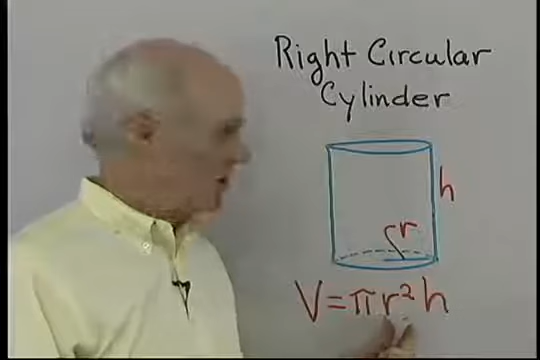 Right Circular
Cylinder
h
r
V = πr²h